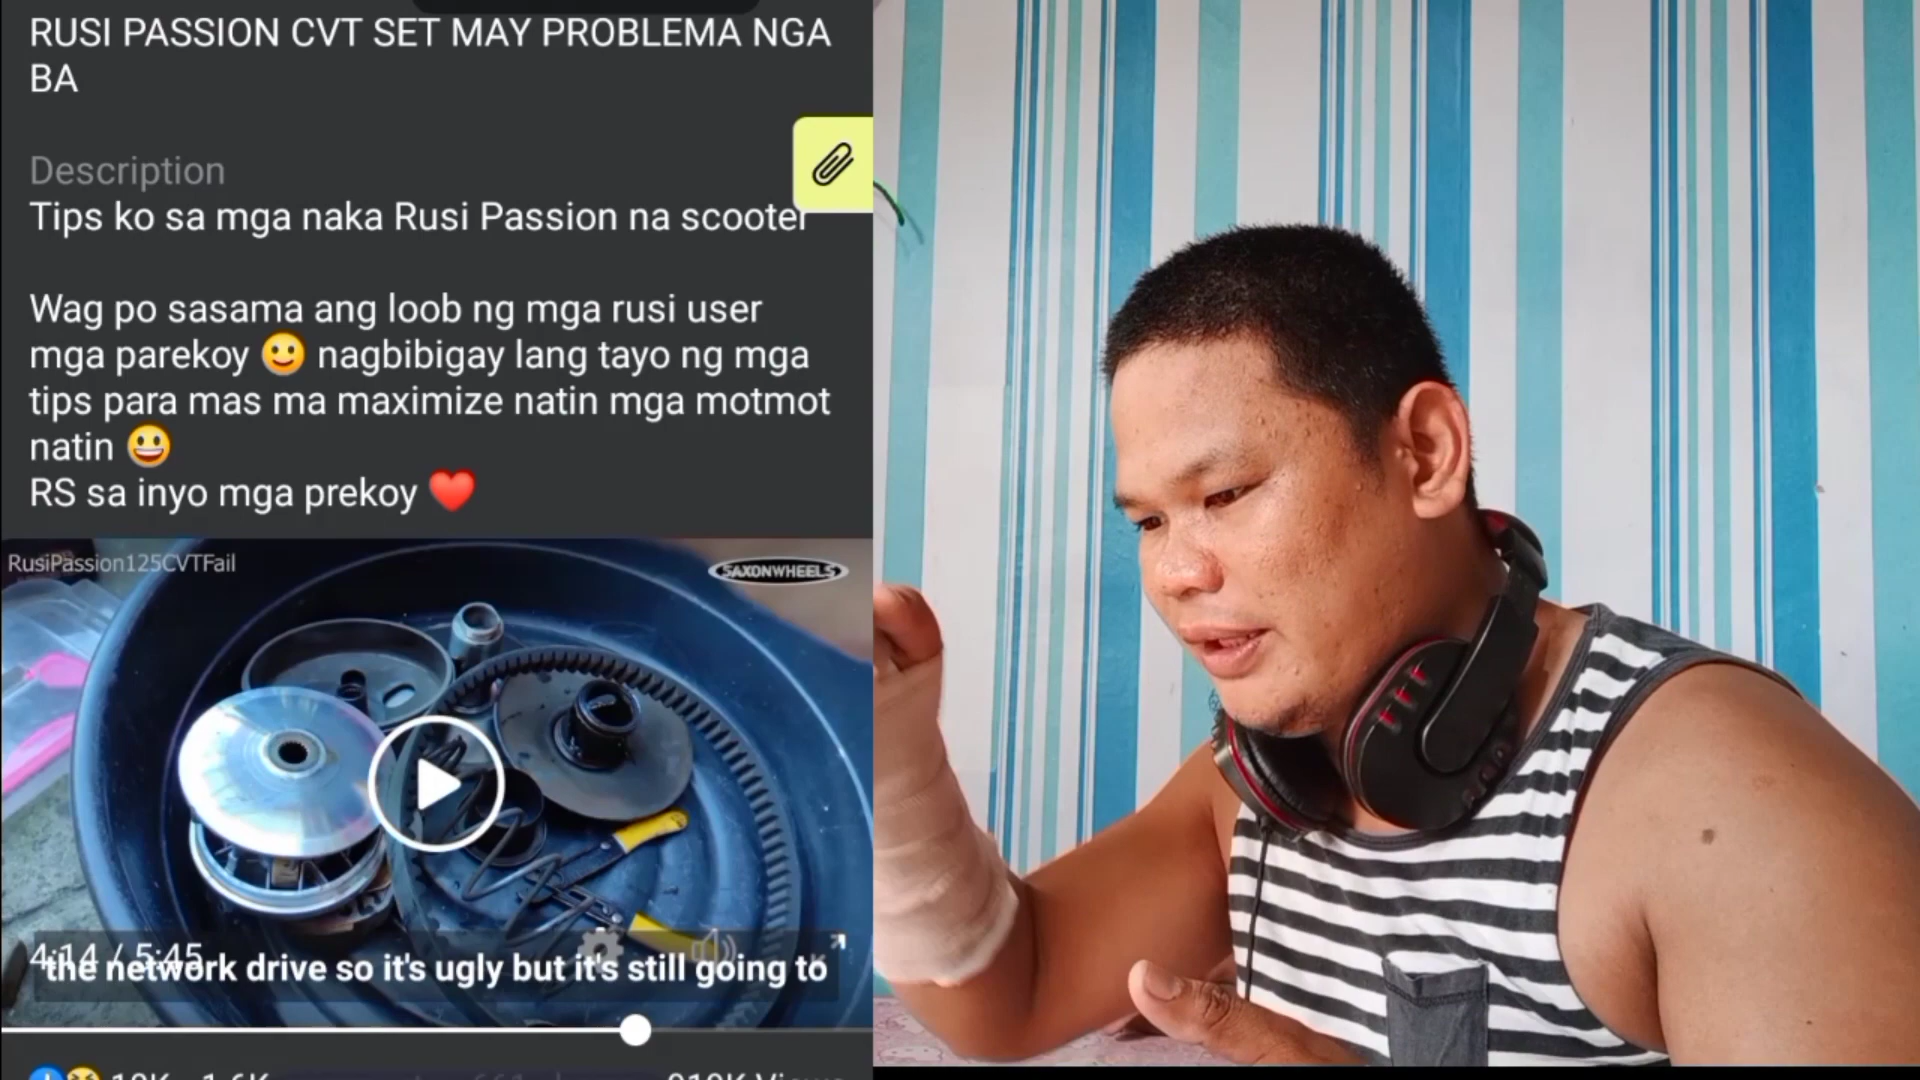 RUSI PASSION CVT SET MAY PROBLEMA NGA
BA
Description
Tips ko sa mga naka Rusi Passion na scooter
Wag po sasama ang loob ng mga rusi user
mga parekoy 😀 nagbibigay lang tayo ng mga
tips para mas ma maximize natin mga motmot
natin 😃
RS sa inyo mga prekoy ❤️
RusiPassion125CVTFail
SAXONWHEELS
4:14 / 5:45
the network drive so it's ugly but it's still going to